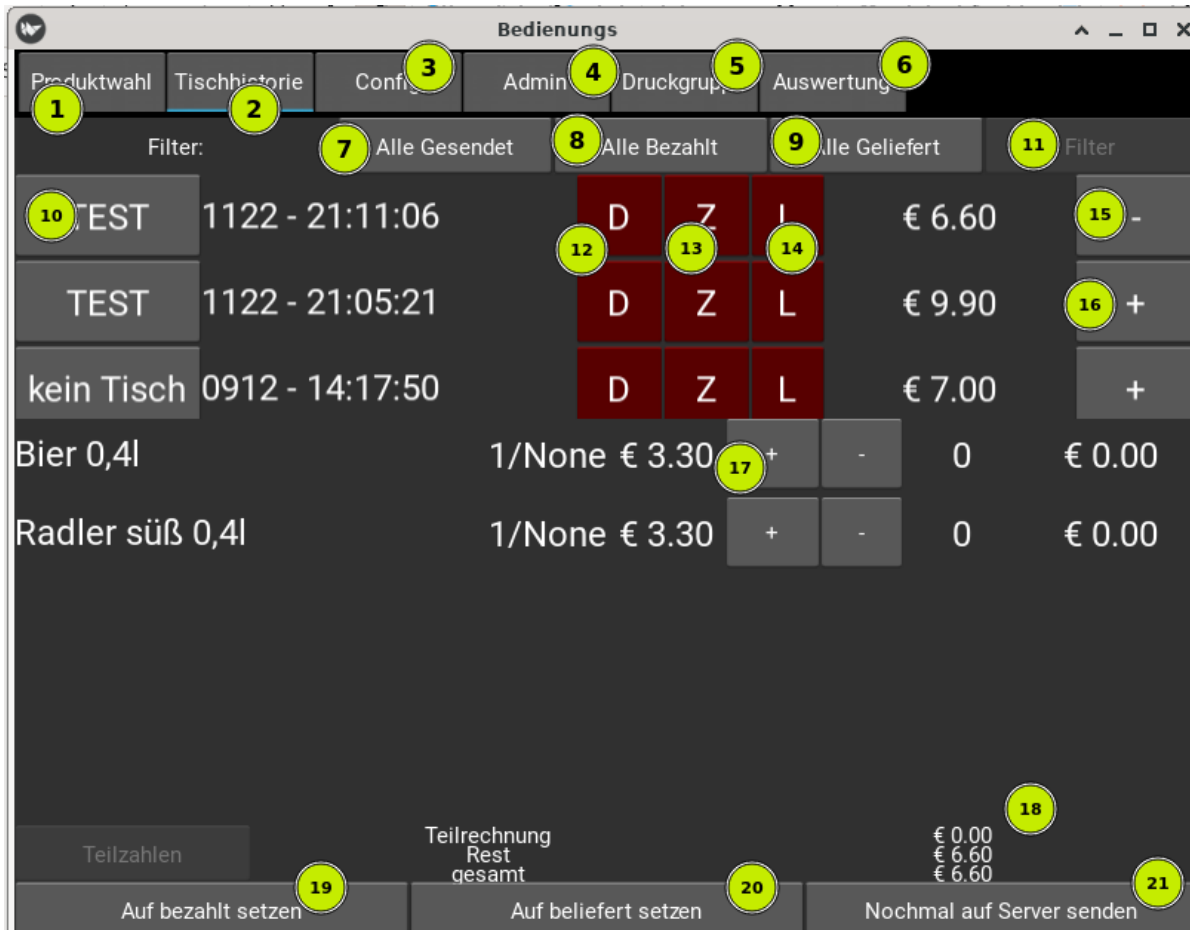 Bedienungs
Produktwahl Tischhistorie Config Admin Druckgrupp Auswertung
1 2 3 4 5 6
Filter: Alle Gesendet Alle Bezahlt Alle Geliefert Filter
7 8 9 11
TEST 1122 - 21:11:06 D Z L € 6.60 -
10 12 13 14 15
TEST 1122 - 21:05:21 D Z L € 9.90 +
16
kein Tisch 0912 - 14:17:50 D Z L € 7.00 +
Bier 0,4l 1/None € 3.30 + - 0 € 0.00
17
Radler süß 0,4l 1/None € 3.30 + - 0 € 0.00
18
Teilzahlen
Teilrechnung € 0.00
Rest € 6.60
gesamt € 6.60
19 20 21
Auf bezahlt setzen Auf beliefert setzen Nochmal auf Server senden